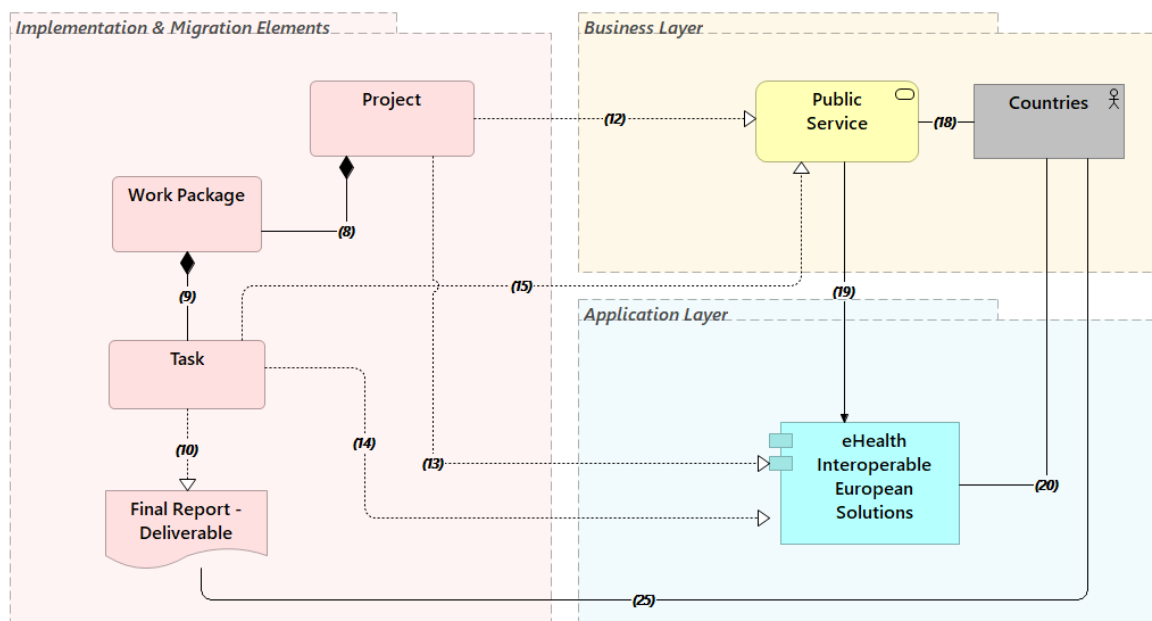 Implementation & Migration Elements
Business Layer
Project
Public
Service
Countries
(12)
(18)
Work Package
(8)
(9)
(15)
(19)
Application Layer
Task
(10)
(14)
(13)
eHealth
Interoperable
European
Solutions
(20)
Final Report -
Deliverable
(25)